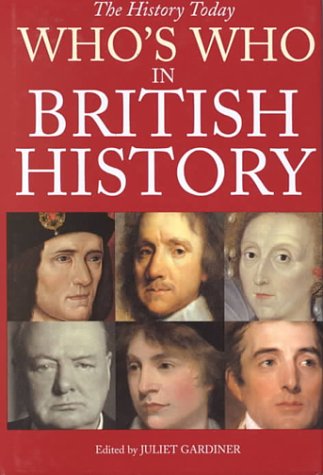 The History Today
WHO'S WHO
IN
BRITISH
HISTORY
Edited by JULIET GARDINER